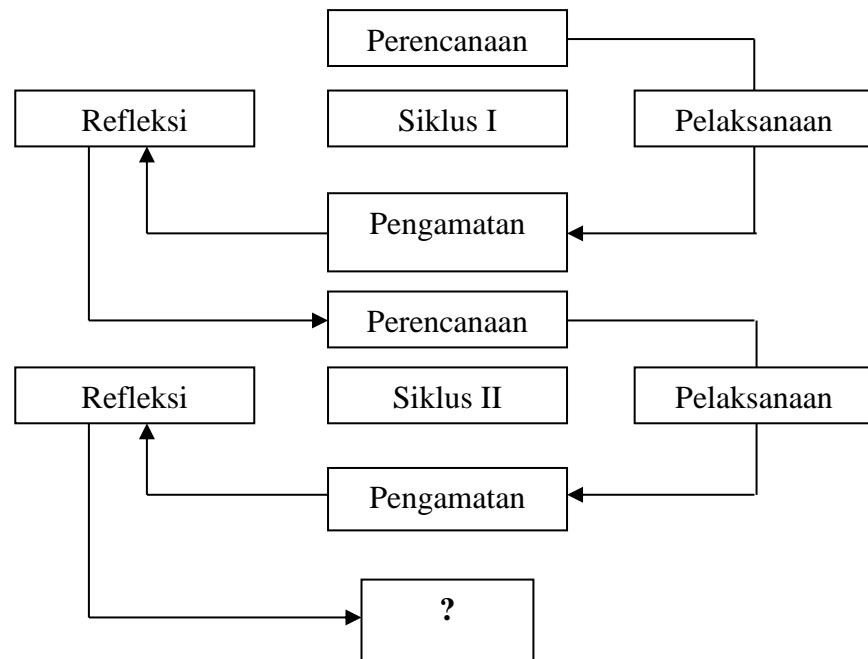 Perencanaan
Refleksi
Siklus I
Pelaksanaan
Pengamatan
Perencanaan
Refleksi
Siklus II
Pelaksanaan
Pengamatan
?